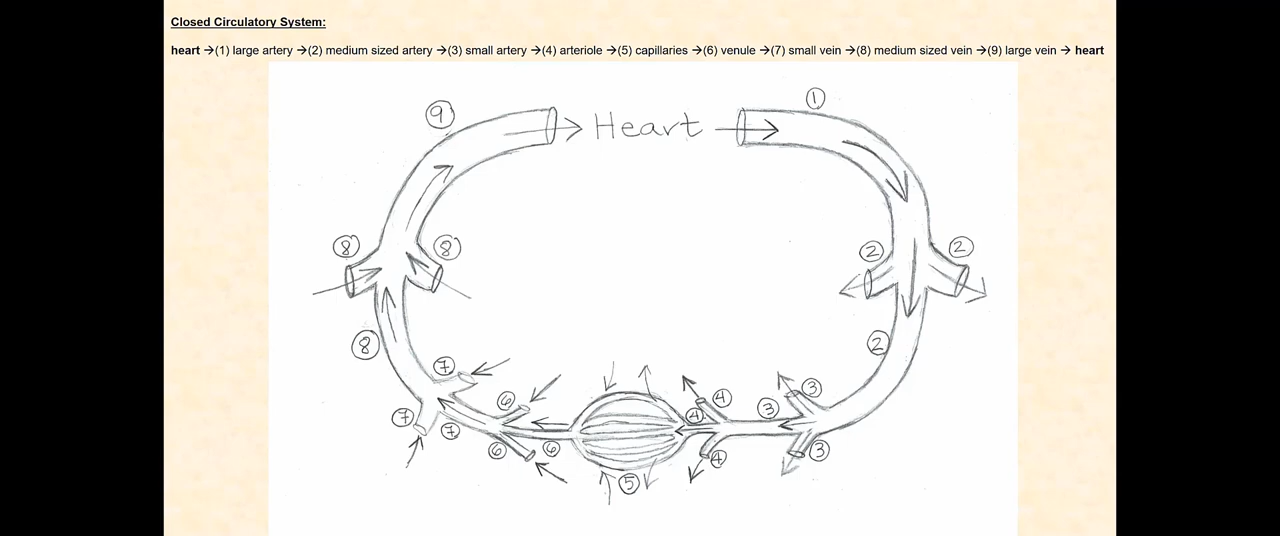 Closed Circulatory System:
heart →(1) large artery →(2) medium sized artery →(3) small artery →(4) arteriole →(5) capillaries →(6) venule →(7) small vein →(8) medium sized vein →(9) large vein → heart
① 
⑨
Heart
⑧ ⑧ ② ②
⑧ ②
⑦ ③
⑥ ④ ③
⑦ ⑦ ④
⑥ ⑥ ④ ③
⑤